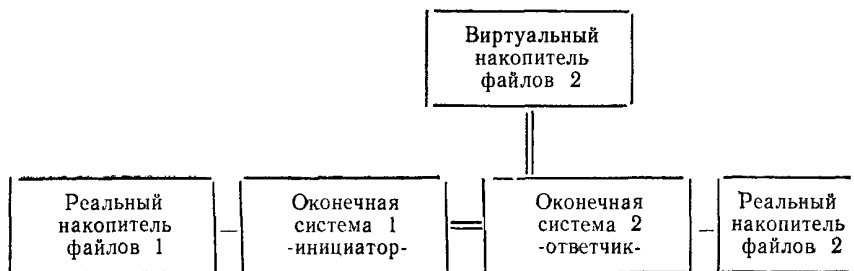 Виртуальный
накопитель
файлов 2
Реальный
накопитель
файлов 1
Оконечная
система 1
-инициатор-
Оконечная
система 2
-ответчик-
Реальный
накопитель
файлов 2